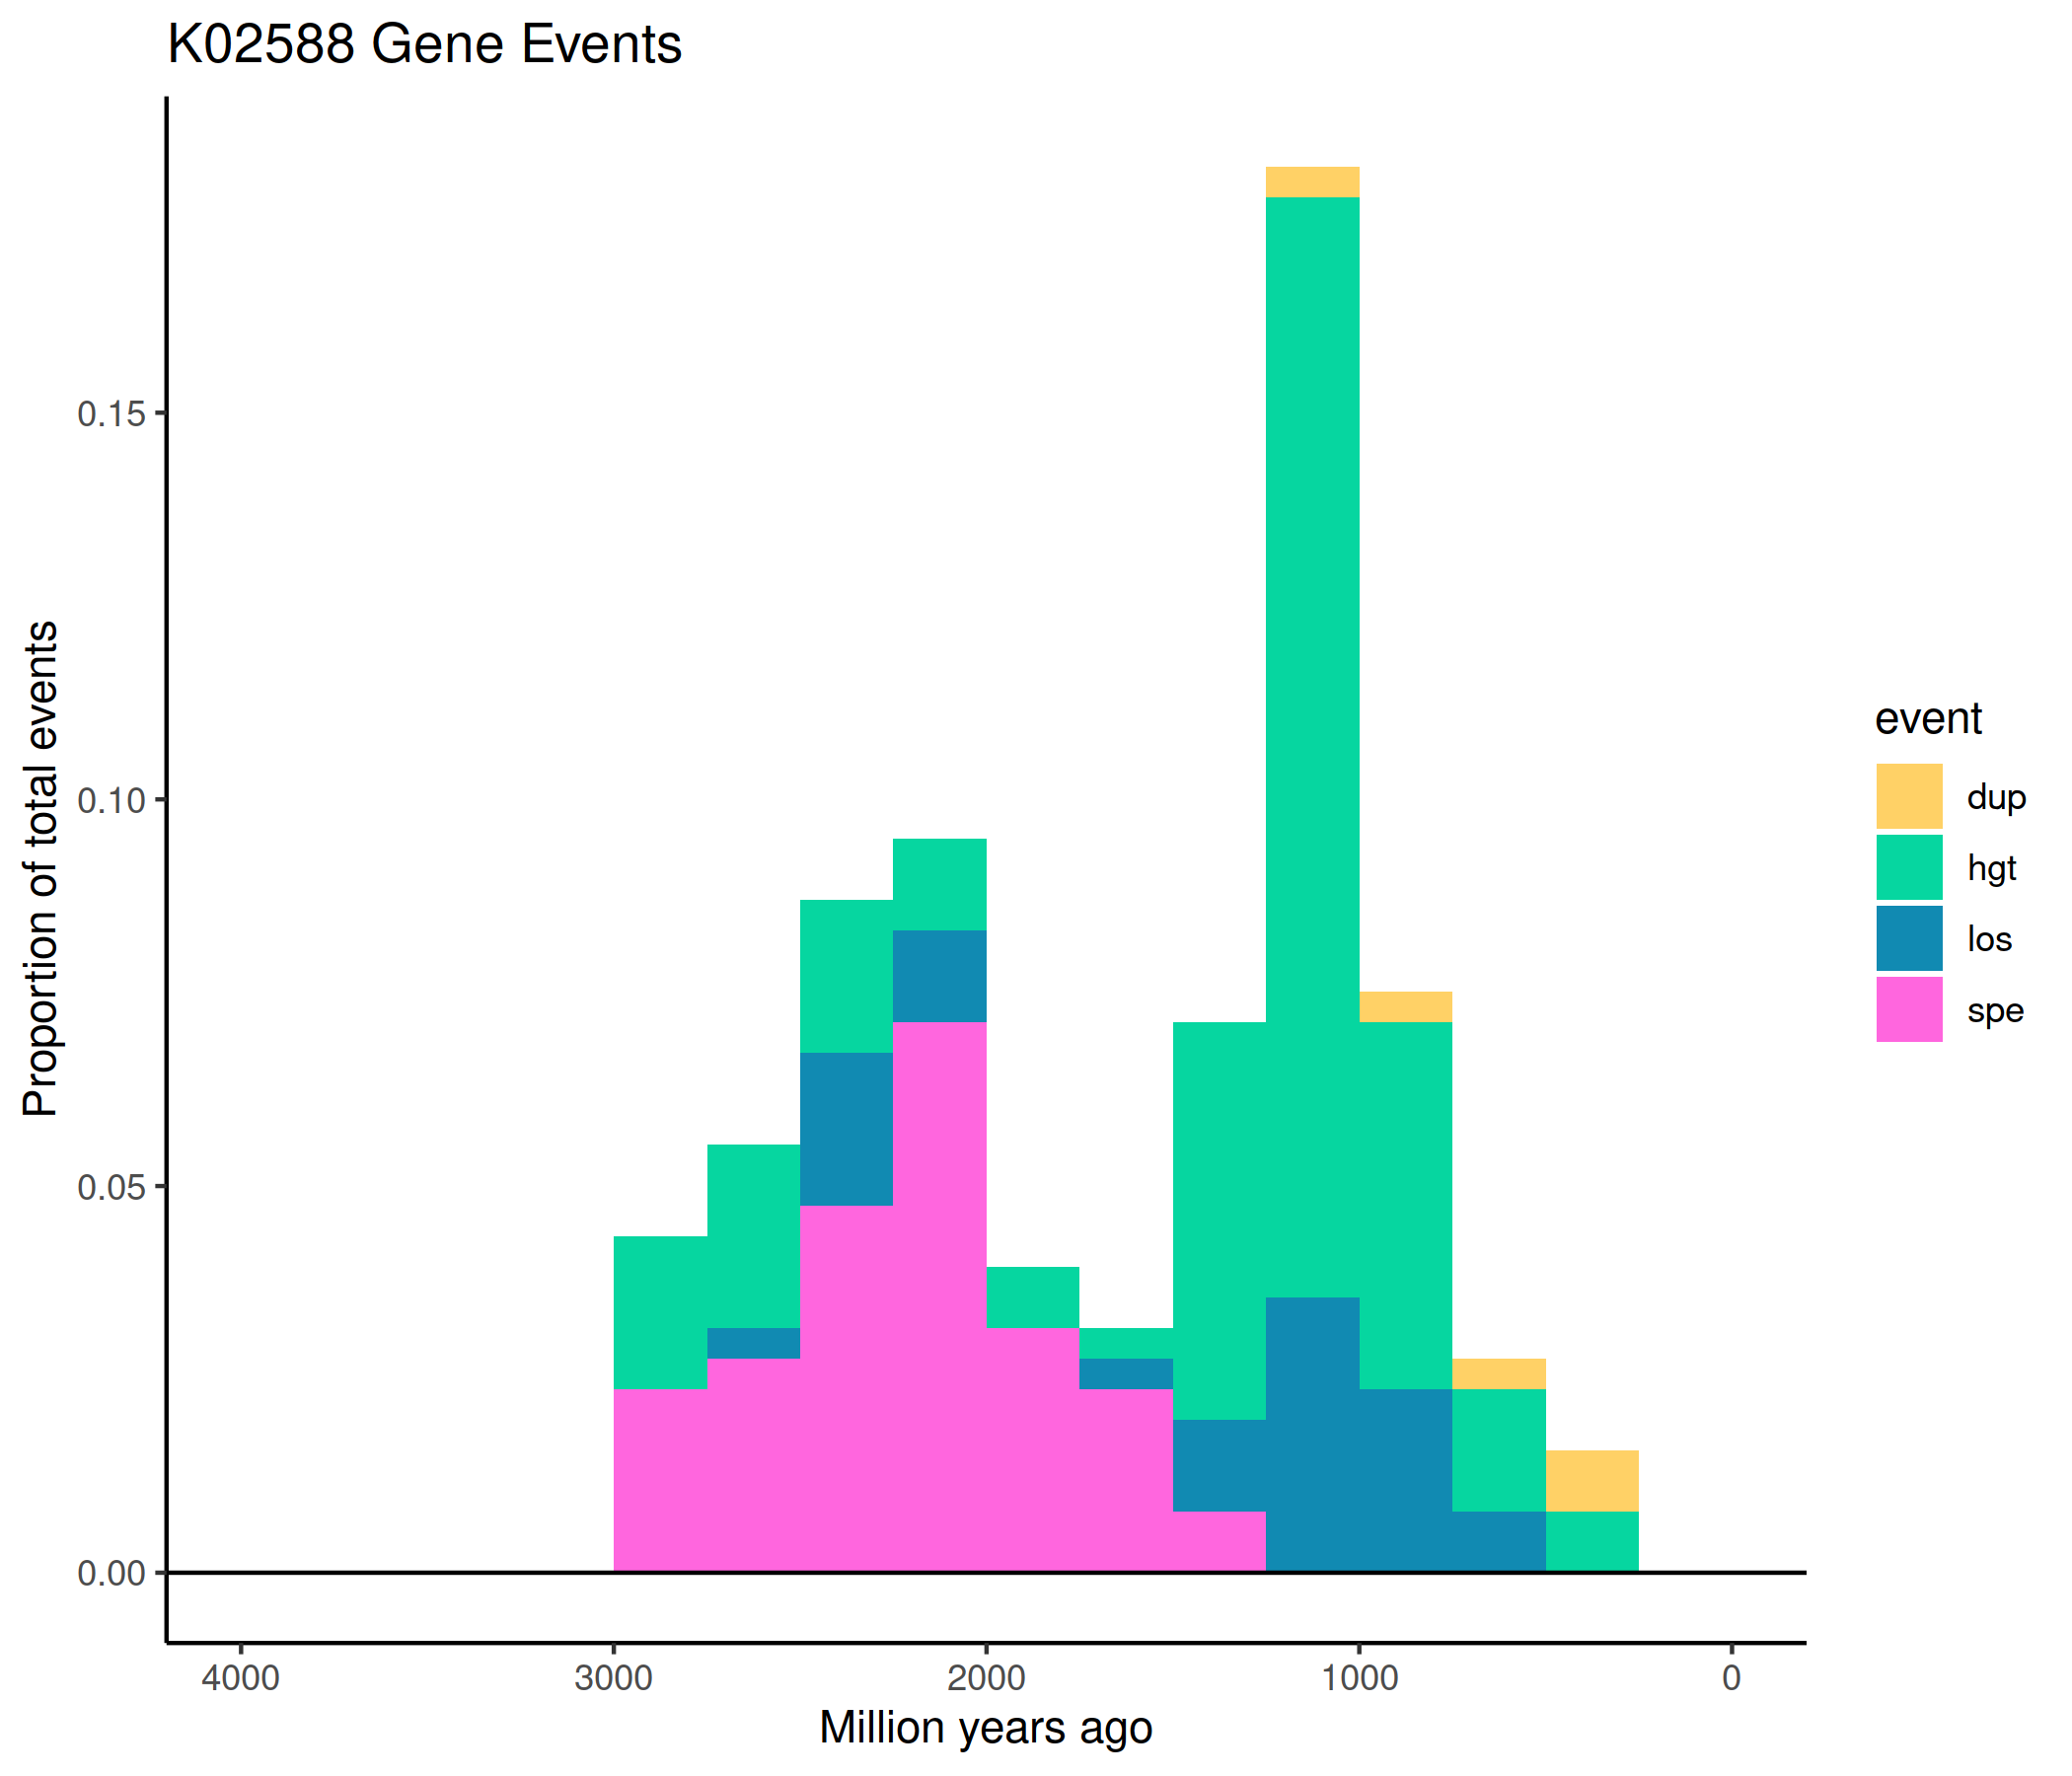 K02588 Gene Events
Proportion of total events
0.15
0.10
0.05
0.00
4000 3000 2000 1000 0
Million years ago
event
dup
hgt
los
spe